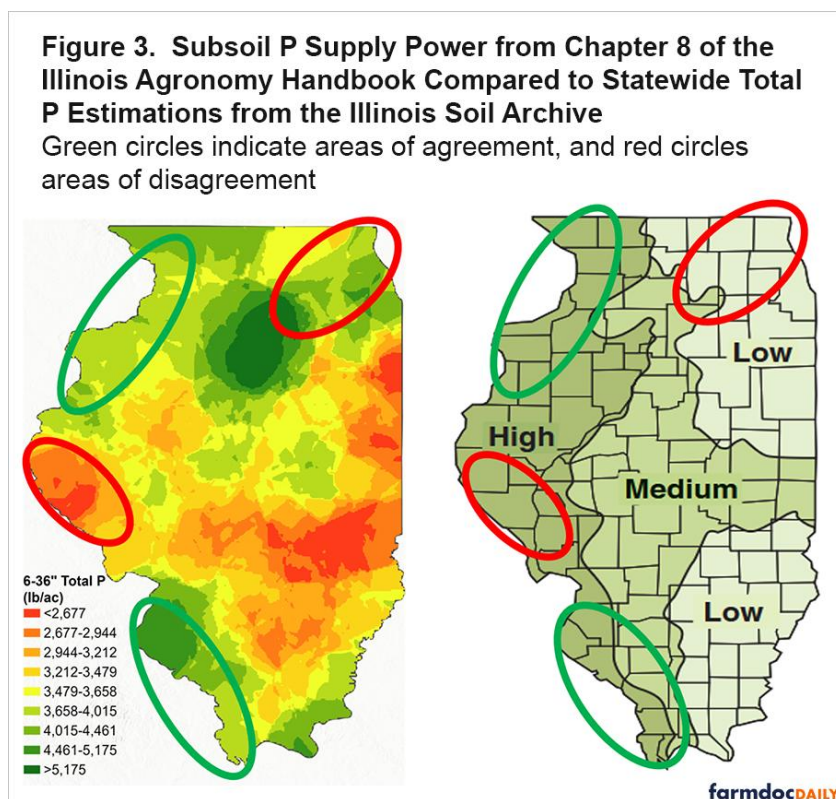 Figure 3.  Subsoil P Supply Power from Chapter 8 of the
Illinois Agronomy Handbook Compared to Statewide Total
P Estimations from the Illinois Soil Archive
Green circles indicate areas of agreement, and red circles
areas of disagreement
6-36" Total P
(lb/ac)
<2,677
2,677-2,944
2,944-3,212
3,212-3,479
3,479-3,658
3,658-4,015
4,015-4,461
4,461-5,175
>5,175
Low
High
Medium
Low
farmdocDAILY